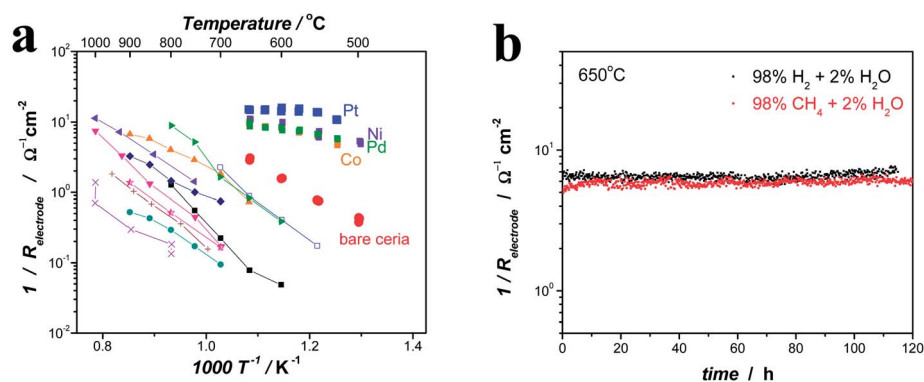 a
Temperature / °C
1000 900 800 700 600 500
10²
10¹
10⁰
10⁻¹
10⁻²
1 / R electrode / Ω⁻¹cm⁻²
Pt
Ni
Pd
Co
bare ceria
0.8 1.0 1.2 1.4
1000 T⁻¹ / K⁻¹
b
650°C
98% H₂ + 2% H₂O
98% CH₄ + 2% H₂O
10¹
10⁰
1 / R electrode / Ω⁻¹ cm⁻²
0 20 40 60 80 100 120
time / h